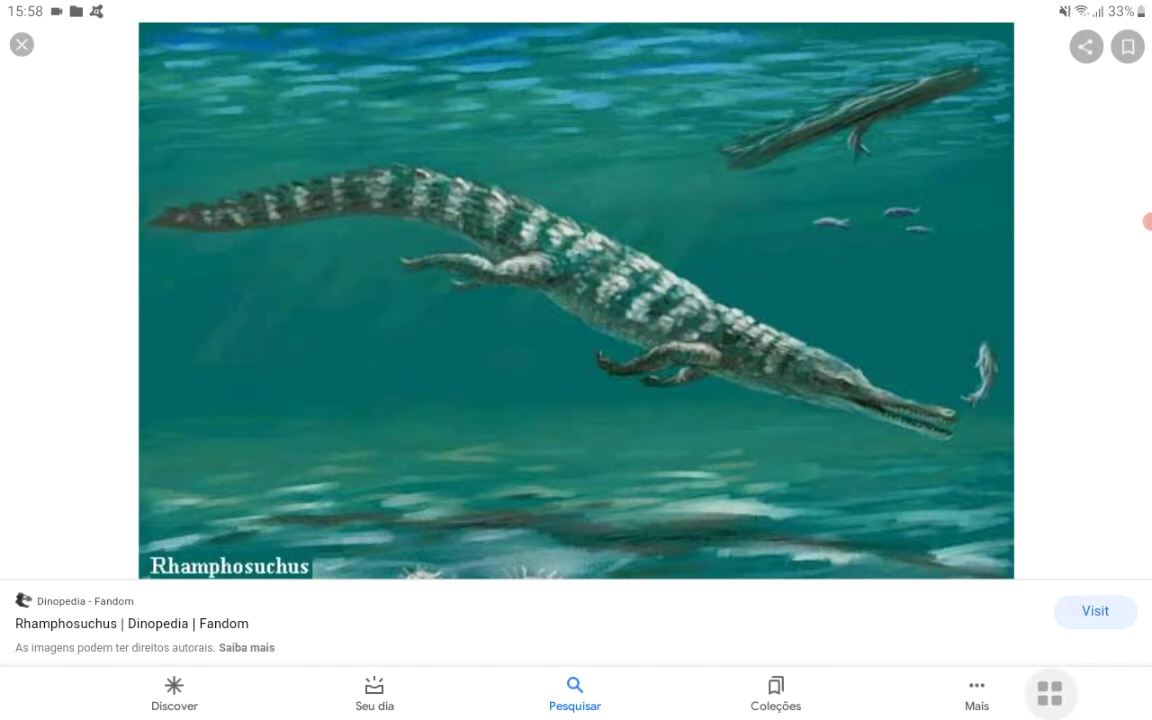 15:58
33%
Rhamphosuchus
Dinopedia - Fandom
Rhamphosuchus | Dinopedia | Fandom
Visit
As imagens podem ter direitos autorais. Saiba mais
Discover
Seu dia
Pesquisar
Coleções
Mais